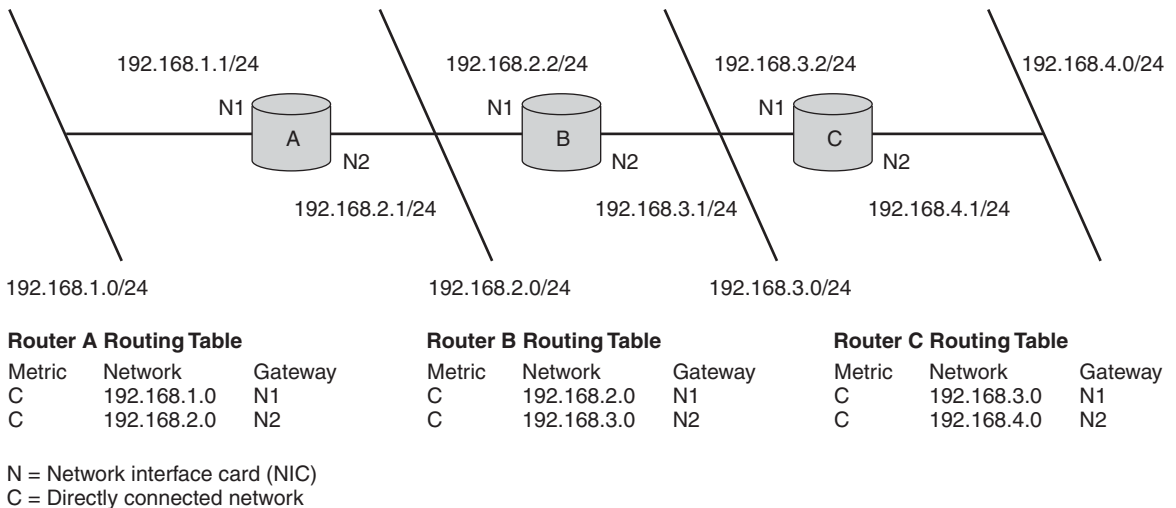 192.168.1.1/24
192.168.2.2/24
192.168.3.2/24
192.168.4.0/24
N1
N1
N1
A
B
C
N2
N2
N2
192.168.2.1/24
192.168.3.1/24
192.168.4.1/24
192.168.1.0/24
192.168.2.0/24
192.168.3.0/24
Router A Routing Table
Metric Network Gateway
C 192.168.1.0 N1
C 192.168.2.0 N2
Router B Routing Table
Metric Network Gateway
C 192.168.2.0 N1
C 192.168.3.0 N2
Router C Routing Table
Metric Network Gateway
C 192.168.3.0 N1
C 192.168.4.0 N2
N = Network interface card (NIC)
C = Directly connected network